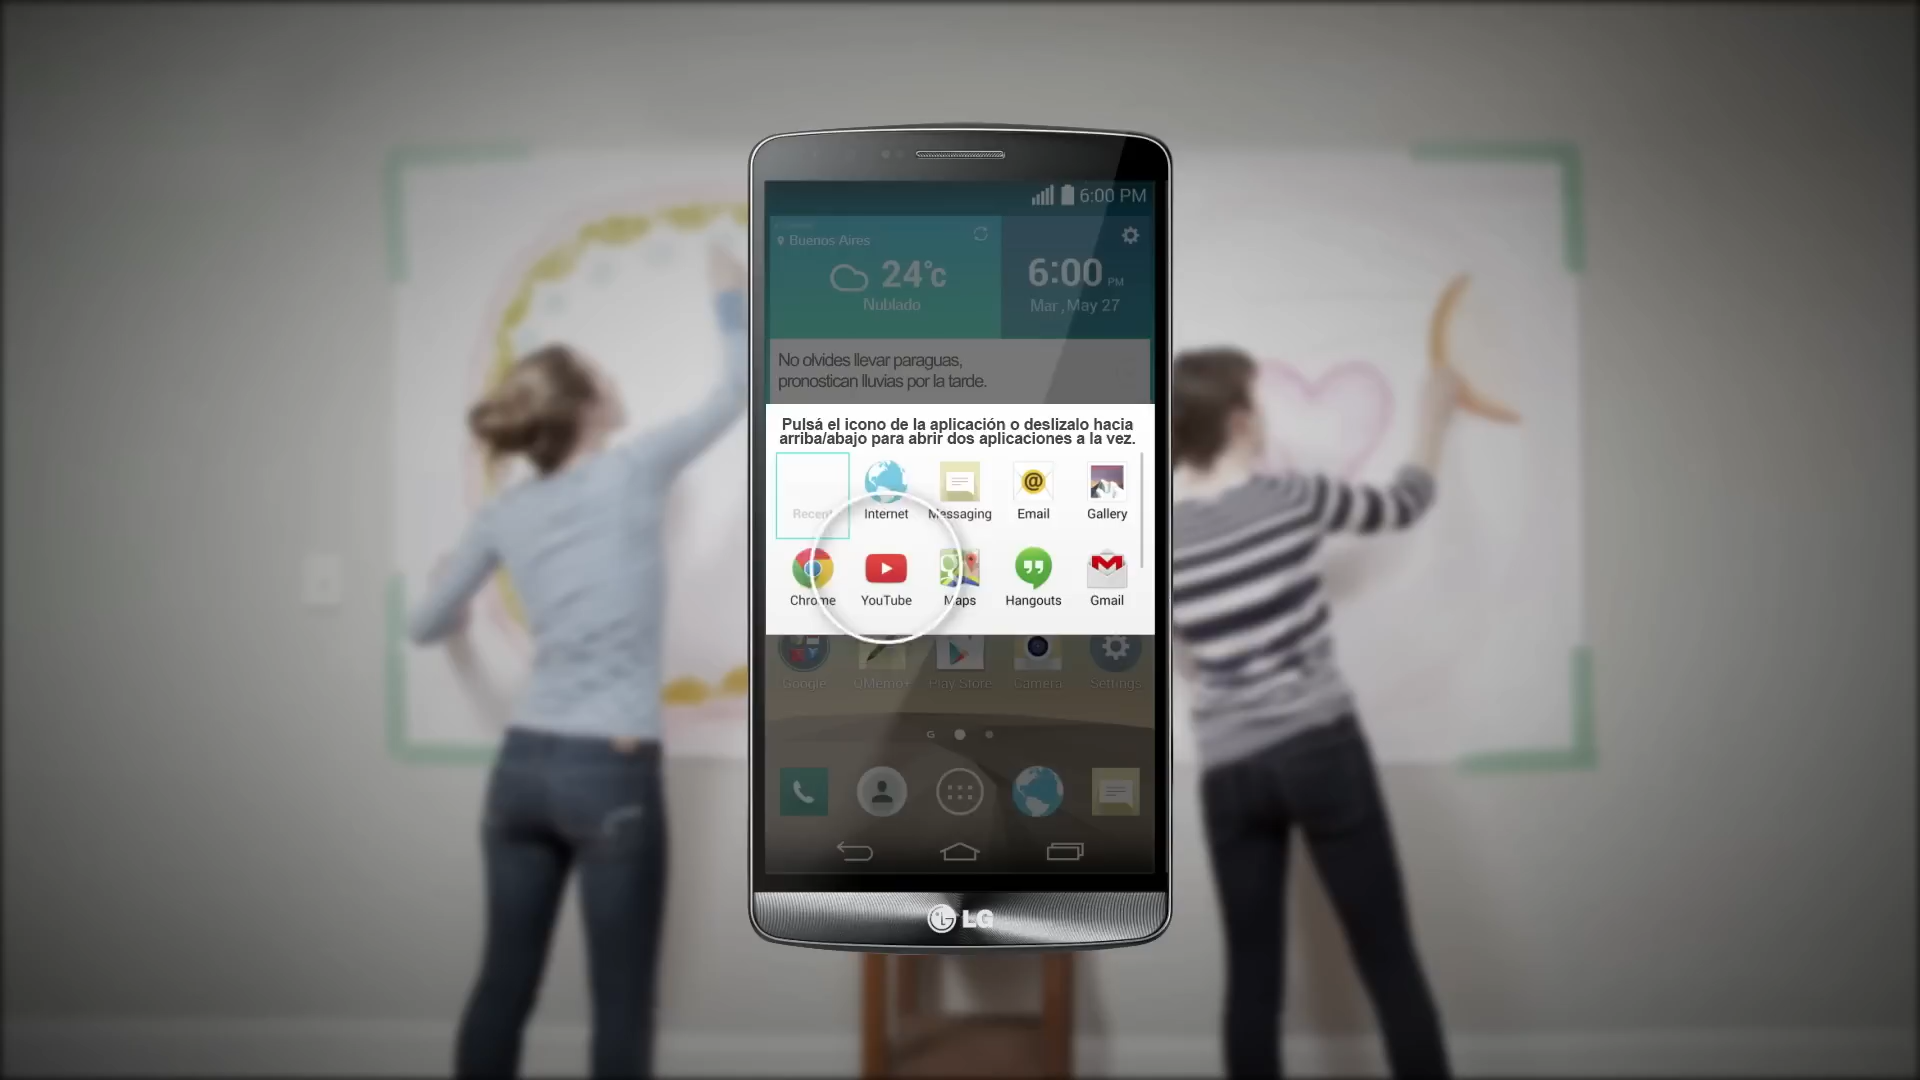 6:00 PM
Buenos Aires
24°c
Nublado
6:00 PM
Mar ,May 27
No olvides llevar paraguas,
pronostican lluvias por la tarde.
Pulsá el icono de la aplicación o deslizalo hacia
arriba/abajo para abrir dos aplicaciones a la vez.
Recent Internet Messaging Email Gallery
Chrome YouTube Maps Hangouts Gmail
Google QMemo+ Play Store Camera Settings
G
LG